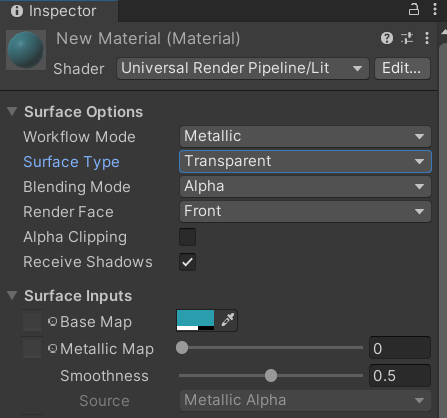 Inspector
New Material (Material)
Shader Universal Render Pipeline/Lit Edit...
Surface Options
Workflow Mode Metallic
Surface Type Transparent
Blending Mode Alpha
Render Face Front
Alpha Clipping
Receive Shadows
Surface Inputs
Base Map
Metallic Map 0
Smoothness 0.5
Source Metallic Alpha